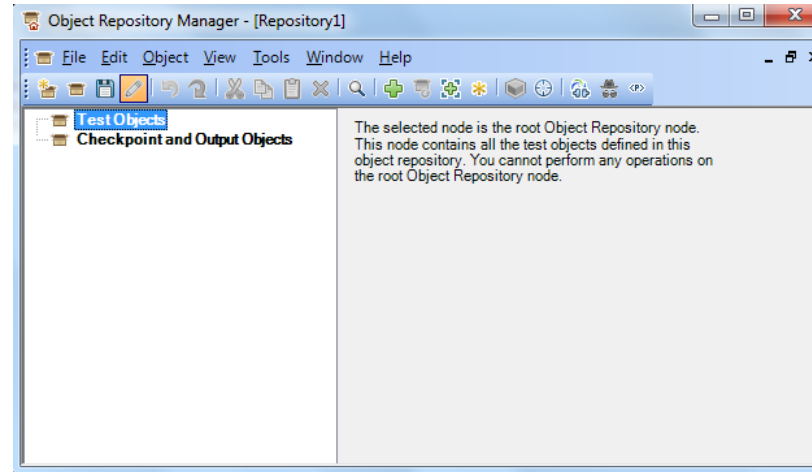 Object Repository Manager - [Repository1]
File Edit Object View Tools Window Help
Test Objects
Checkpoint and Output Objects
The selected node is the root Object Repository node.
This node contains all the test objects defined in this
object repository. You cannot perform any operations on
the root Object Repository node.